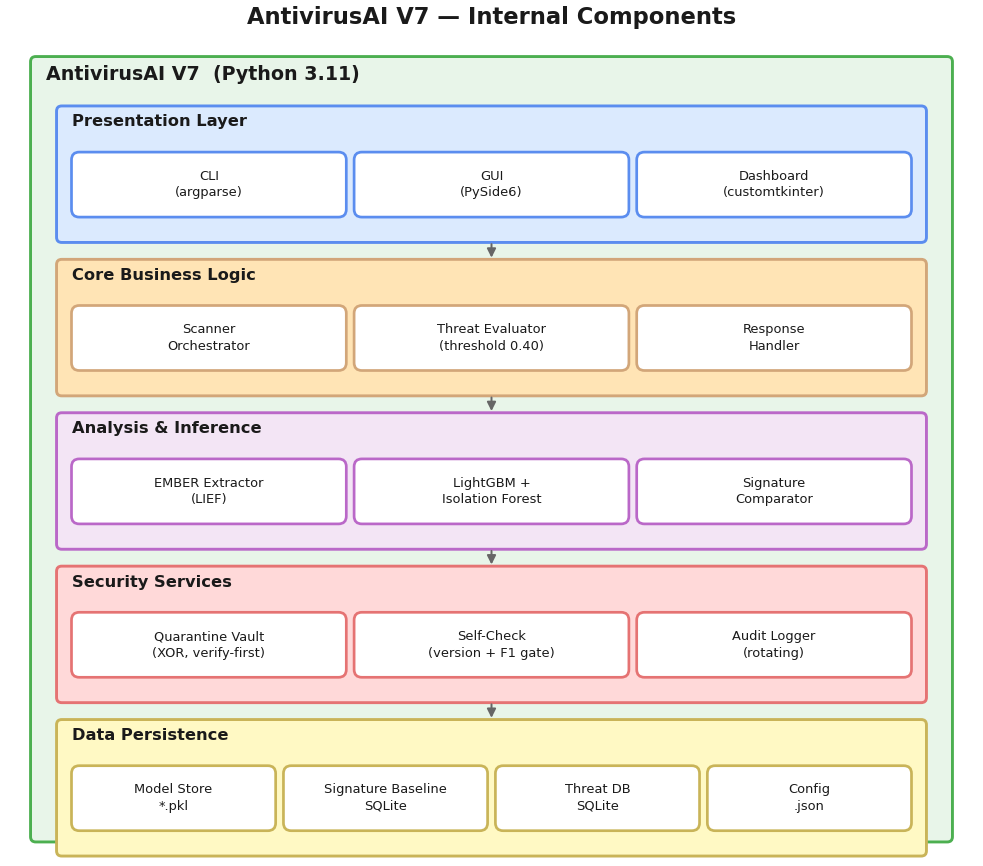 AntivirusAI V7 — Internal Components
AntivirusAI V7  (Python 3.11)
Presentation Layer
CLI
(argparse)
GUI
(PySide6)
Dashboard
(customtkinter)
Core Business Logic
Scanner
Orchestrator
Threat Evaluator
(threshold 0.40)
Response
Handler
Analysis & Inference
EMBER Extractor
(LIEF)
LightGBM +
Isolation Forest
Signature
Comparator
Security Services
Quarantine Vault
(XOR, verify-first)
Self-Check
(version + F1 gate)
Audit Logger
(rotating)
Data Persistence
Model Store
*.pkl
Signature Baseline
SQLite
Threat DB
SQLite
Config
.json